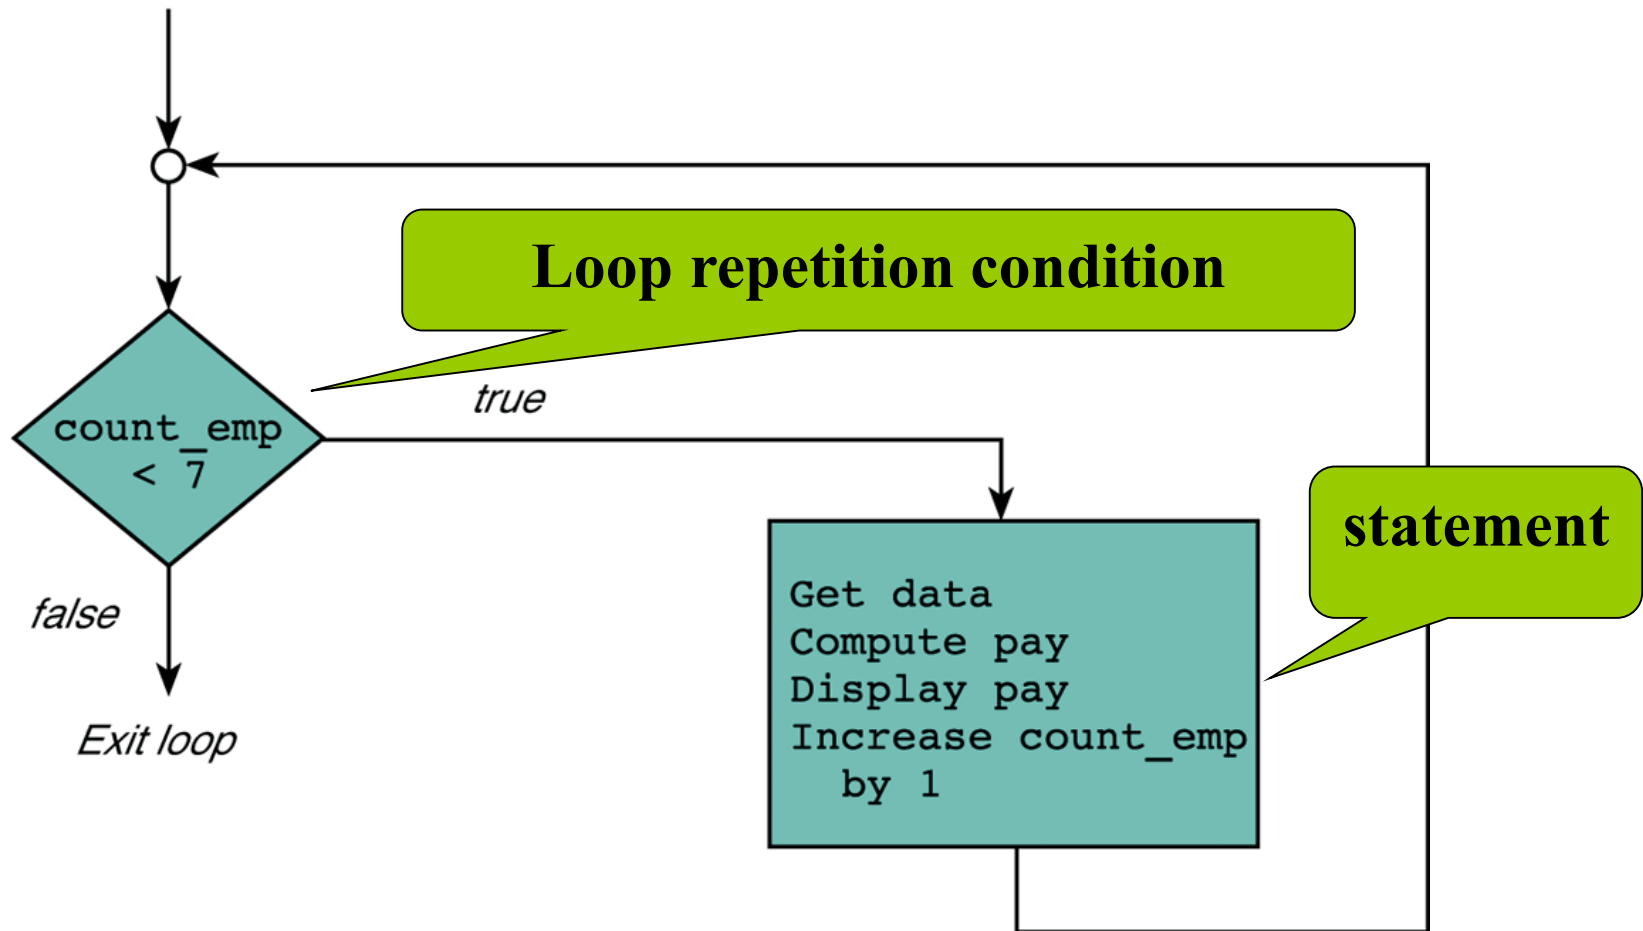 Loop repetition condition
true
count_emp
< 7
statement
false
Get data
Compute pay
Display pay
Increase count_emp
by 1
Exit loop